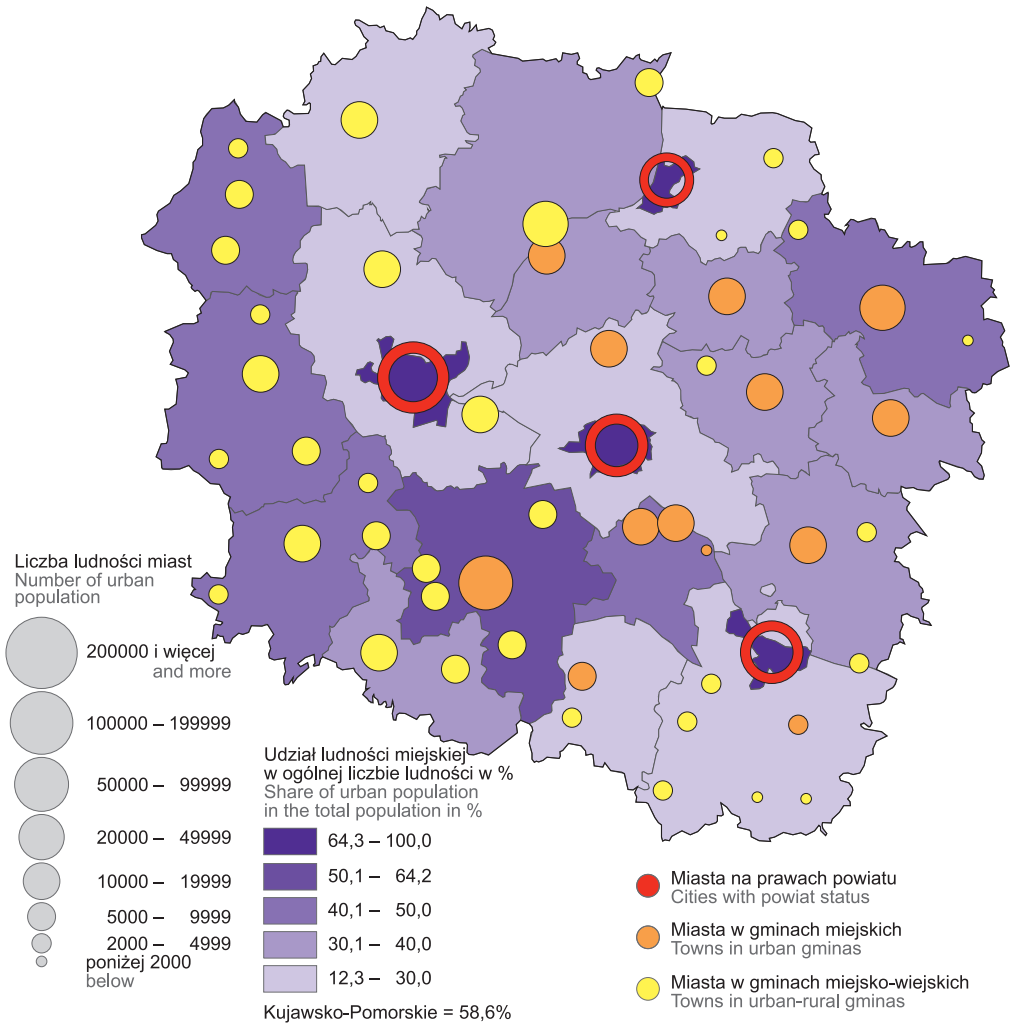 Liczba ludności miast
Number of urban
population
200000 i więcej
and more
100000 – 199999
50000 – 99999
20000 – 49999
10000 – 19999
5000 – 9999
2000 – 4999
poniżej 2000
below
Udział ludności miejskiej
w ogólnej liczbie ludności w %
Share of urban population
in the total population in %
64,3 – 100,0
50,1 – 64,2
40,1 – 50,0
30,1 – 40,0
12,3 – 30,0
Kujawsko-Pomorskie = 58,6%
Miasta na prawach powiatu
Cities with powiat status
Miasta w gminach miejskich
Towns in urban gminas
Miasta w gminach miejsko-wiejskich
Towns in urban-rural gminas